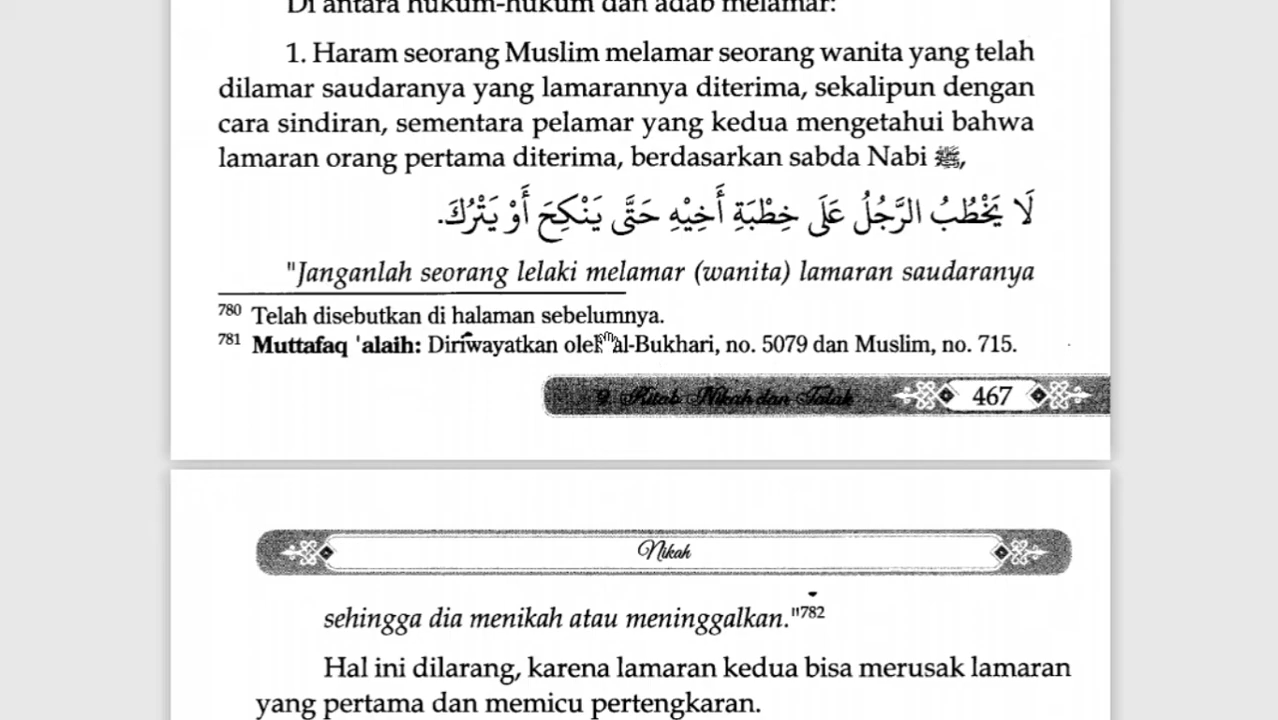 Di antara hukum-hukum dan adab melamar:
1. Haram seorang Muslim melamar seorang wanita yang telah
dilamar saudaranya yang lamarannya diterima, sekalipun dengan
cara sindiran, sementara pelamar yang kedua mengetahui bahwa
lamaran orang pertama diterima, berdasarkan sabda Nabi ﷺ,
لَا يَخْطُبُ الرَّجُلُ عَلَى خِطْبَةِ أَخِيْهِ حَتَّى يَنْكِحَ أَوْ يَتْرُكَ.
"Janganlah seorang lelaki melamar (wanita) lamaran saudaranya
780 Telah disebutkan di halaman sebelumnya.
781 Muttafaq 'alaih: Diriwayatkan oleh al-Bukhari, no. 5079 dan Muslim, no. 715.
9. Kitab Nikah dan Talak 467
Nikah
sehingga dia menikah atau meninggalkan."782
Hal ini dilarang, karena lamaran kedua bisa merusak lamaran
yang pertama dan memicu pertengkaran.